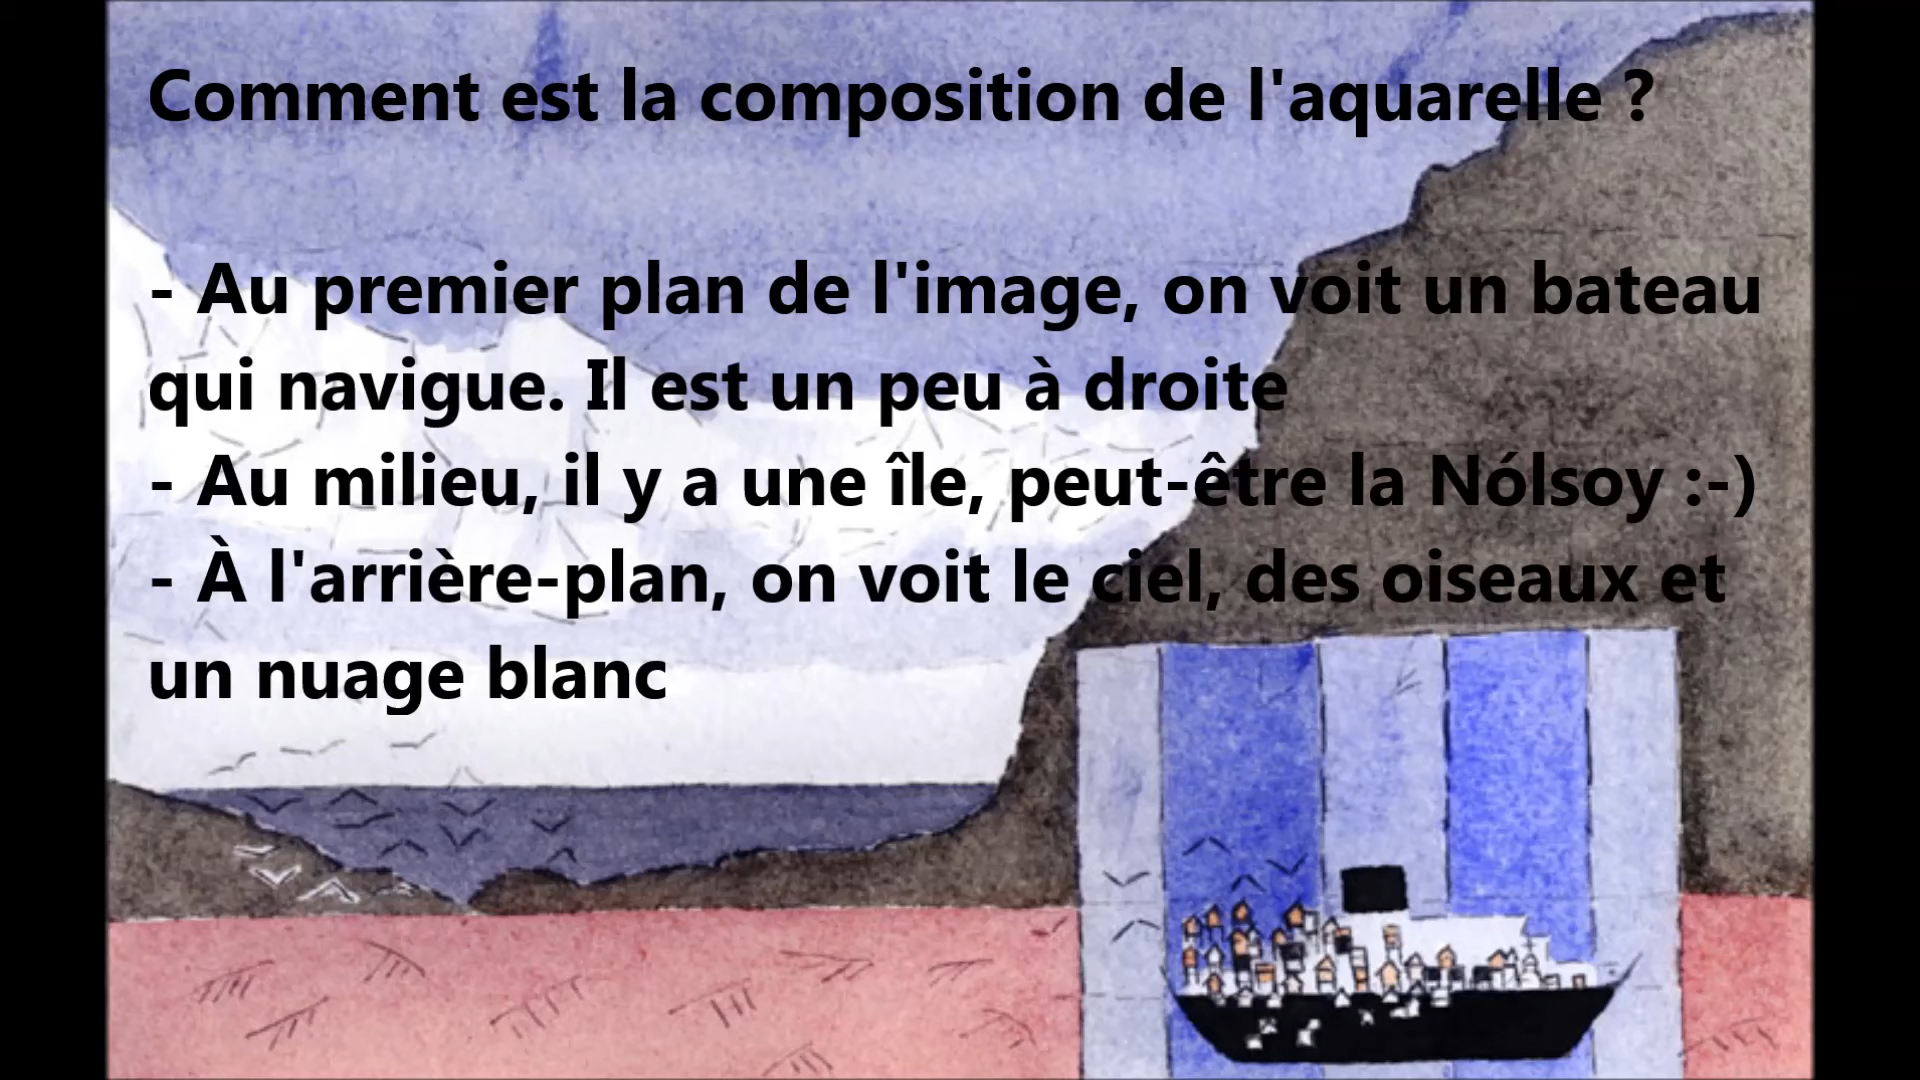 Comment est la composition de l'aquarelle ?
- Au premier plan de l'image, on voit un bateau
qui navigue. Il est un peu à droite
- Au milieu, il y a une île, peut-être la Nólsoy :-)
- À l'arrière-plan, on voit le ciel, des oiseaux et
un nuage blanc